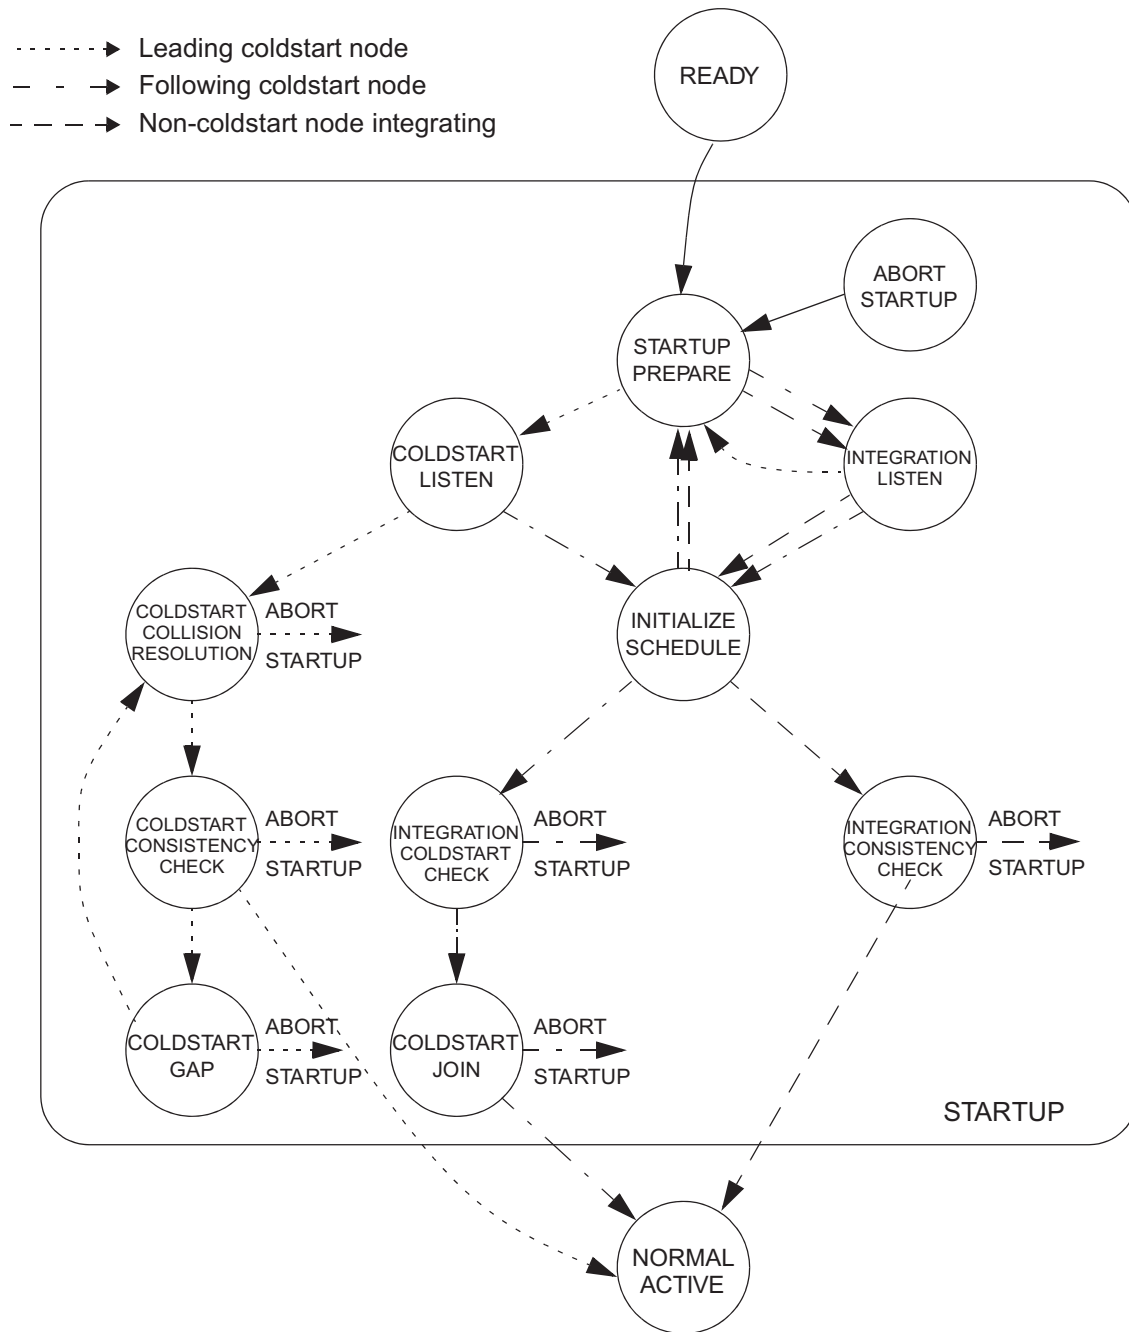 Leading coldstart node
Following coldstart node
Non-coldstart node integrating
READY
ABORT
STARTUP
STARTUP
PREPARE
COLDSTART
LISTEN
INTEGRATION
LISTEN
COLDSTART
COLLISION
RESOLUTION
ABORT
STARTUP
INITIALIZE
SCHEDULE
COLDSTART
CONSISTENCY
CHECK
ABORT
STARTUP
INTEGRATION
COLDSTART
CHECK
ABORT
STARTUP
INTEGRATION
CONSISTENCY
CHECK
ABORT
STARTUP
COLDSTART
GAP
ABORT
STARTUP
COLDSTART
JOIN
ABORT
STARTUP
STARTUP
NORMAL
ACTIVE